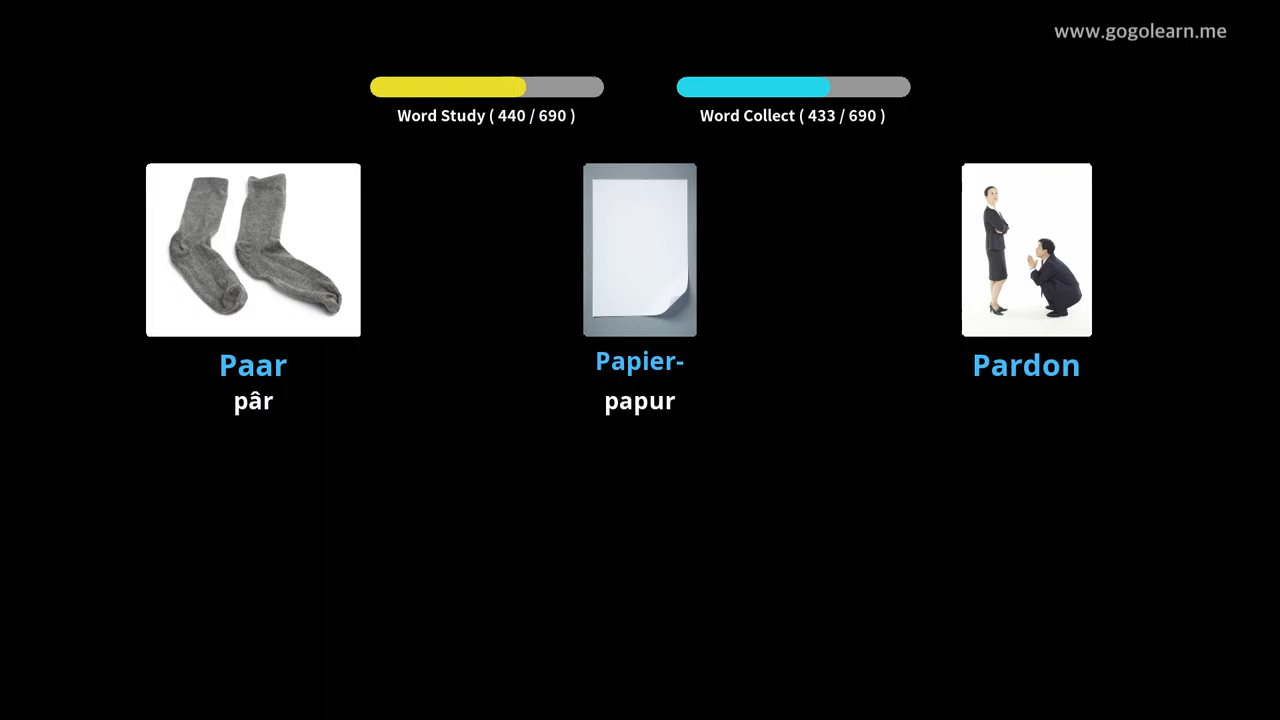 www.gogolearn.me
Word Study ( 440 / 690 )
Word Collect ( 433 / 690 )
Paar
pâr
Papier-
papur
Pardon